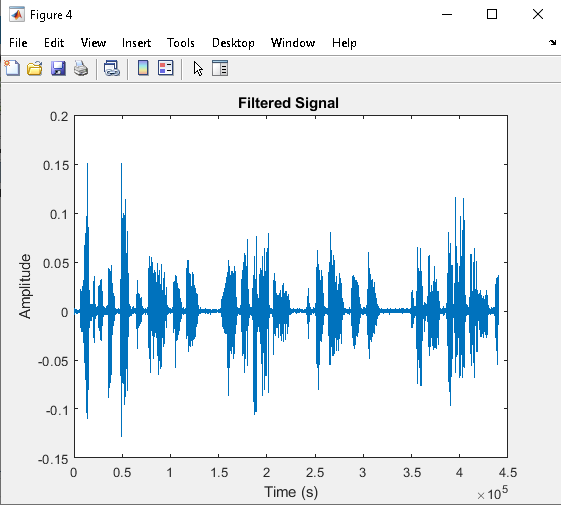 Figure 4
File Edit View Insert Tools Desktop Window Help
Filtered Signal
0.2
0.15
0.1
0.05
0
-0.05
-0.1
-0.15
Amplitude
0 0.5 1 1.5 2 2.5 3 3.5 4 4.5
Time (s)
×10^5